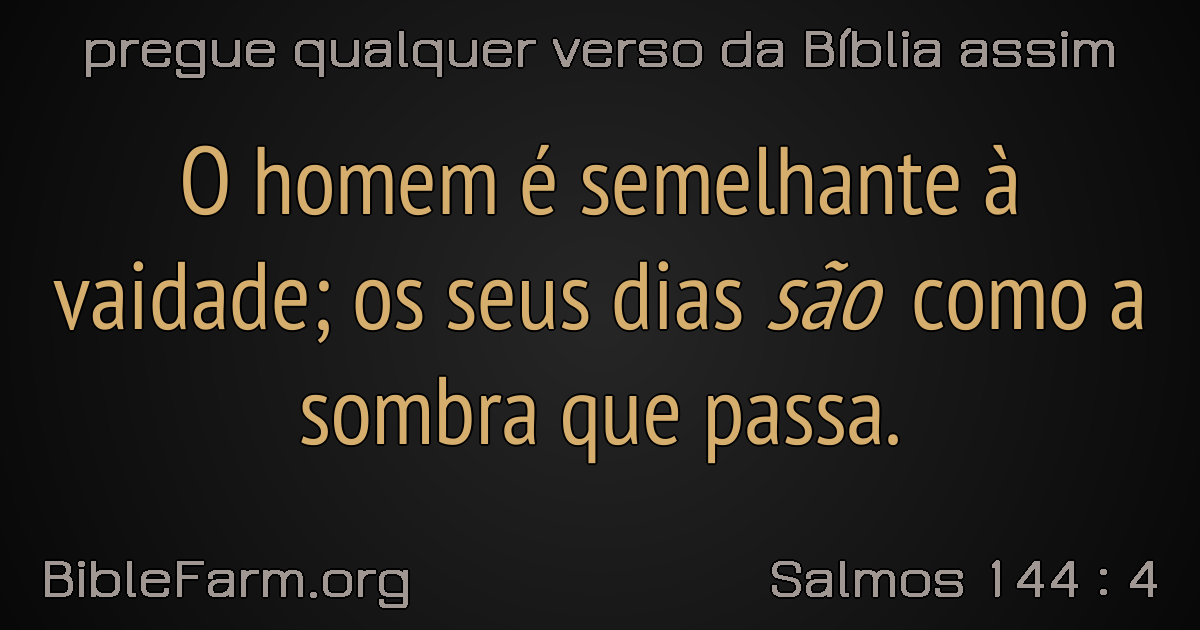 pregue qualquer verso da Bíblia assim
O homem é semelhante à
vaidade; os seus dias são como a
sombra que passa.
BibleFarm.org
Salmos 144 : 4